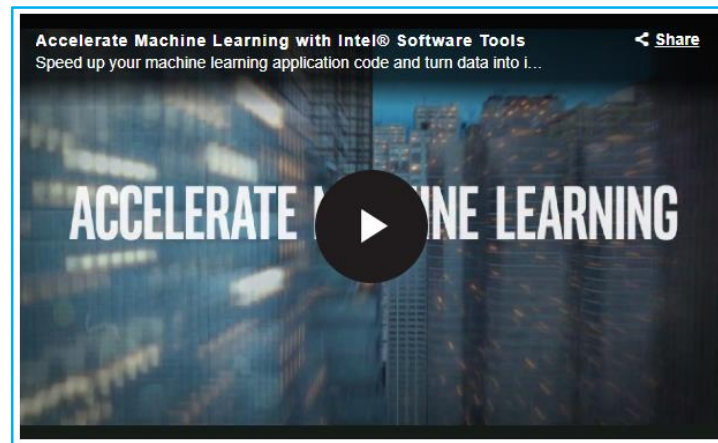 Accelerate Machine Learning with Intel® Software Tools
Share
Speed up your machine learning application code and turn data into i...
ACCELERATE M INE LEARNING